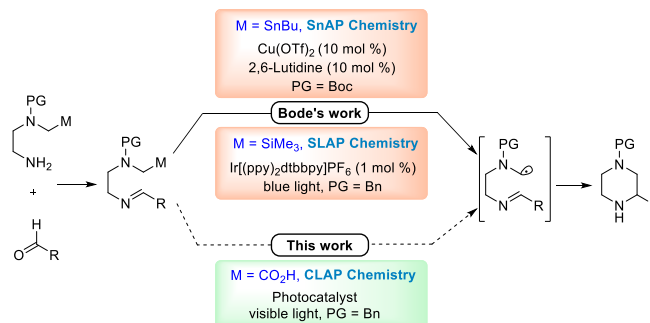 M = SnBu, SnAP Chemistry
Cu(OTf)2 (10 mol %)
2,6-Lutidine (10 mol %)
PG = Boc
Bode's work
M = SiMe3, SLAP Chemistry
Ir[(ppy)2dtbbpy]PF6 (1 mol %)
blue light, PG = Bn
This work
M = CO2H, CLAP Chemistry
Photocatalyst
visible light, PG = Bn
PG
N
M
NH2
+
H
O
R
PG
N
M
N
R
PG
N
N
R
PG
N
N
H